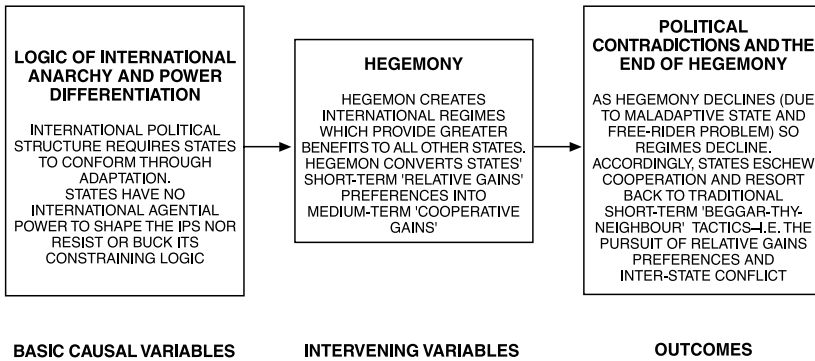 LOGIC OF INTERNATIONAL
ANARCHY AND POWER
DIFFERENTIATION
INTERNATIONAL POLITICAL
STRUCTURE REQUIRES STATES
TO CONFORM THROUGH
ADAPTATION.
STATES HAVE NO
INTERNATIONAL AGENTIAL
POWER TO SHAPE THE IPS NOR
RESIST OR BUCK ITS
CONSTRAINING LOGIC
HEGEMONY
HEGEMON CREATES
INTERNATIONAL REGIMES
WHICH PROVIDE GREATER
BENEFITS TO ALL OTHER STATES.
HEGEMON CONVERTS STATES'
SHORT-TERM 'RELATIVE GAINS'
PREFERENCES INTO
MEDIUM-TERM 'COOPERATIVE
GAINS'
POLITICAL
CONTRADICTIONS AND THE
END OF HEGEMONY
AS HEGEMONY DECLINES (DUE
TO MALADAPTIVE STATE AND
FREE-RIDER PROBLEM) SO
REGIMES DECLINE.
ACCORDINGLY, STATES ESCHEW
COOPERATION AND RESORT
BACK TO TRADITIONAL
SHORT-TERM 'BEGGAR-THY-
NEIGHBOUR' TACTICS–I.E. THE
PURSUIT OF RELATIVE GAINS
PREFERENCES AND
INTER-STATE CONFLICT
BASIC CAUSAL VARIABLES
INTERVENING VARIABLES
OUTCOMES